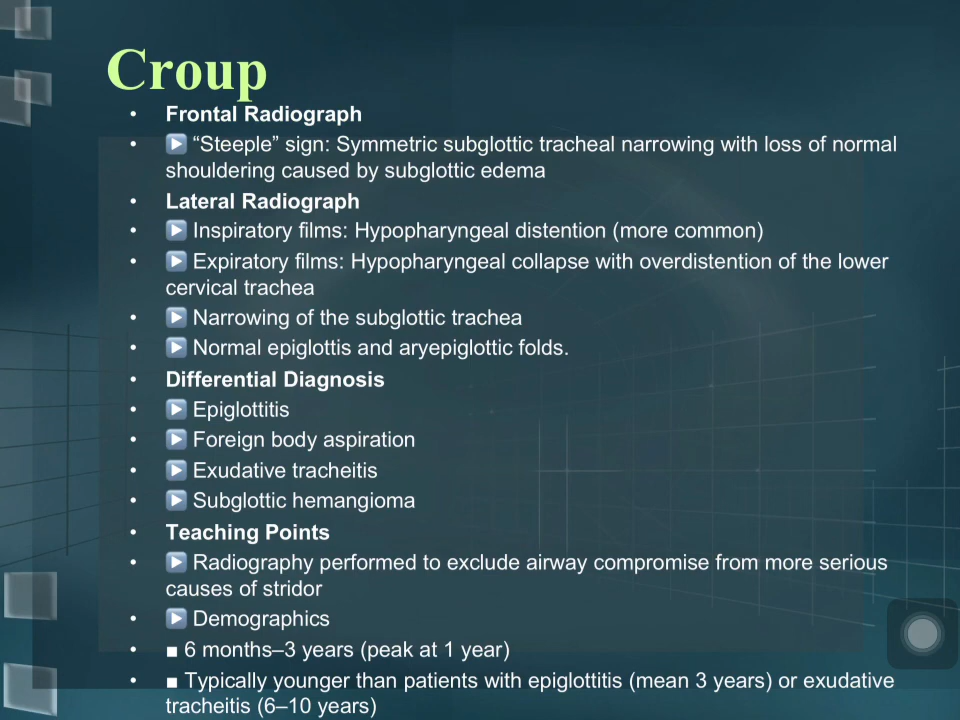 Croup
• Frontal Radiograph
• ▶ “Steeple” sign: Symmetric subglottic tracheal narrowing with loss of normal
shouldering caused by subglottic edema
• Lateral Radiograph
• ▶ Inspiratory films: Hypopharyngeal distention (more common)
• ▶ Expiratory films: Hypopharyngeal collapse with overdistention of the lower
cervical trachea
• ▶ Narrowing of the subglottic trachea
• ▶ Normal epiglottis and aryepiglottic folds.
• Differential Diagnosis
• ▶ Epiglottitis
• ▶ Foreign body aspiration
• ▶ Exudative tracheitis
• ▶ Subglottic hemangioma
• Teaching Points
• ▶ Radiography performed to exclude airway compromise from more serious
causes of stridor
• ▶ Demographics
• ■ 6 months–3 years (peak at 1 year)
• ■ Typically younger than patients with epiglottitis (mean 3 years) or exudative
tracheitis (6–10 years)